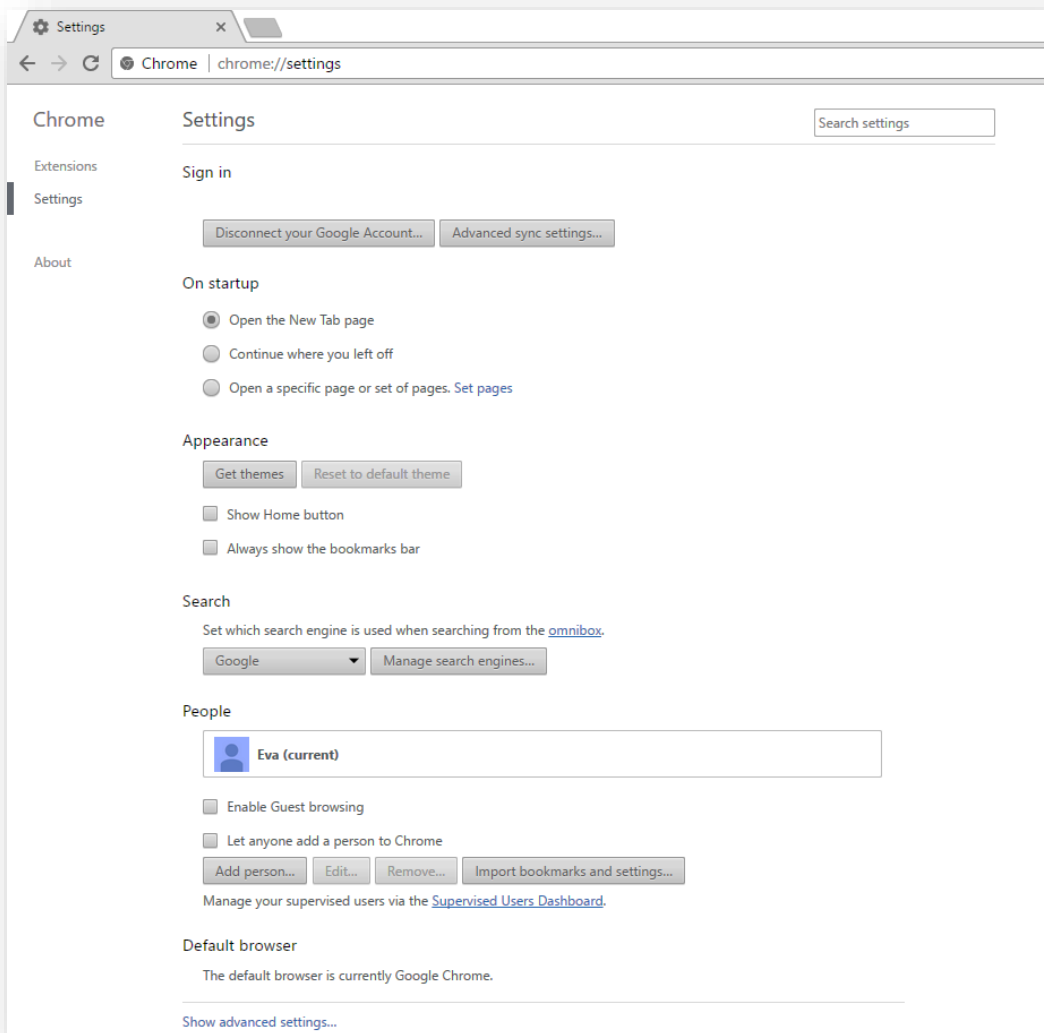 Settings
Chrome | chrome://settings
Chrome
Settings
Search settings
Extensions
Settings
About
Sign in
Disconnect your Google Account... Advanced sync settings...
On startup
Open the New Tab page
Continue where you left off
Open a specific page or set of pages. Set pages
Appearance
Get themes Reset to default theme
Show Home button
Always show the bookmarks bar
Search
Set which search engine is used when searching from the omnibox.
Google Manage search engines...
People
Eva (current)
Enable Guest browsing
Let anyone add a person to Chrome
Add person... Edit... Remove... Import bookmarks and settings...
Manage your supervised users via the Supervised Users Dashboard.
Default browser
The default browser is currently Google Chrome.
Show advanced settings...